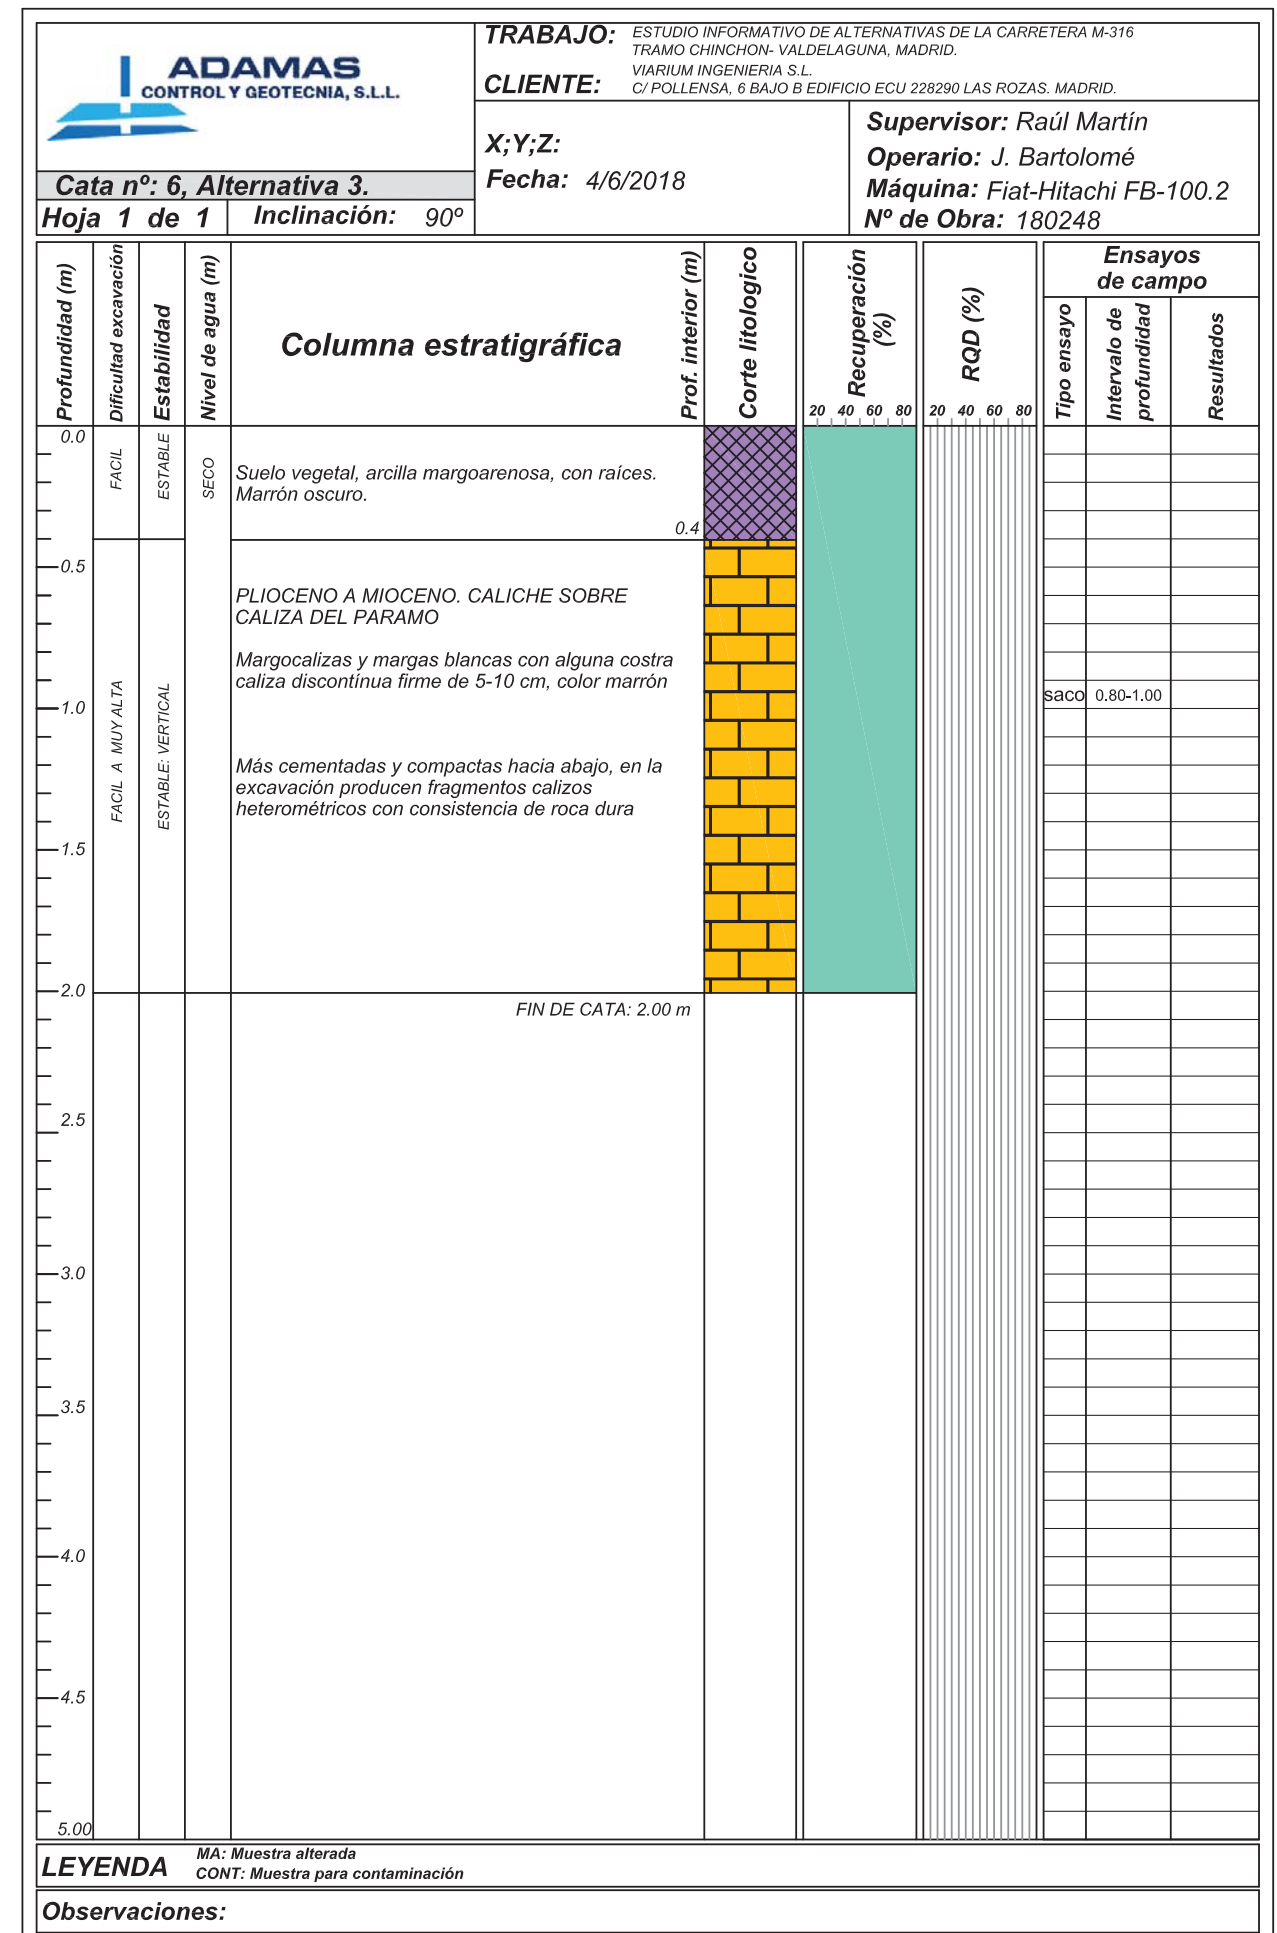 ADAMAS
CONTROL Y GEOTECNIA, S.L.L.
TRABAJO: ESTUDIO INFORMATIVO DE ALTERNATIVAS DE LA CARRETERA M-316
TRAMO CHINCHON- VALDELAGUNA, MADRID.
CLIENTE: VIARIUM INGENIERIA S.L.
C/ POLLENSA, 6 BAJO B EDIFICIO ECU 228290 LAS ROZAS. MADRID.
X;Y;Z:
Fecha: 4/6/2018
Supervisor: Raúl Martín
Operario: J. Bartolomé
Máquina: Fiat-Hitachi FB-100.2
Nº de Obra: 180248
Cata nº: 6, Alternativa 3.
Hoja 1 de 1
Inclinación: 90º
Profundidad (m)
Dificultad excavación
Estabilidad
Nivel de agua (m)
Columna estratigráfica
Prof. interior (m)
Corte litologico
Recuperación
(%)
20 40 60 80
RQD (%)
20 40 60 80
Ensayos
de campo
Tipo ensayo
Intervalo de
profundidad
Resultados
0.0
FACIL
ESTABLE
SECO
Suelo vegetal, arcilla margoarenosa, con raíces.
Marrón oscuro.
0.4
0.5
PLIOCENO A MIOCENO. CALICHE SOBRE
CALIZA DEL PARAMO
Margocalizas y margas blancas con alguna costra
caliza discontínua firme de 5-10 cm, color marrón
FACIL A MUY ALTA
ESTABLE: VERTICAL
saco 0.80-1.00
1.0
Más cementadas y compactas hacia abajo, en la
excavación producen fragmentos calizos
heterométricos con consistencia de roca dura
1.5
2.0
FIN DE CATA: 2.00 m
2.5
3.0
3.5
4.0
4.5
5.00
LEYENDA
MA: Muestra alterada
CONT: Muestra para contaminación
Observaciones: